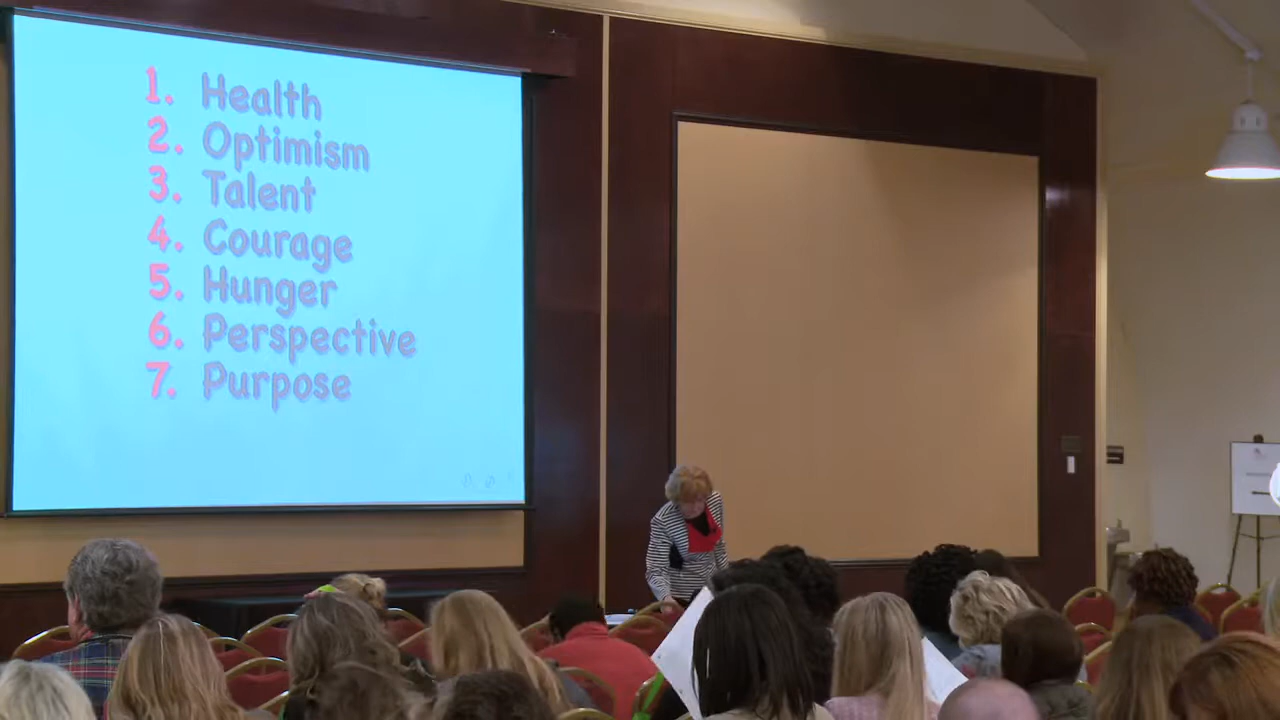 1. Health
2. Optimism
3. Talent
4. Courage
5. Hunger
6. Perspective
7. Purpose